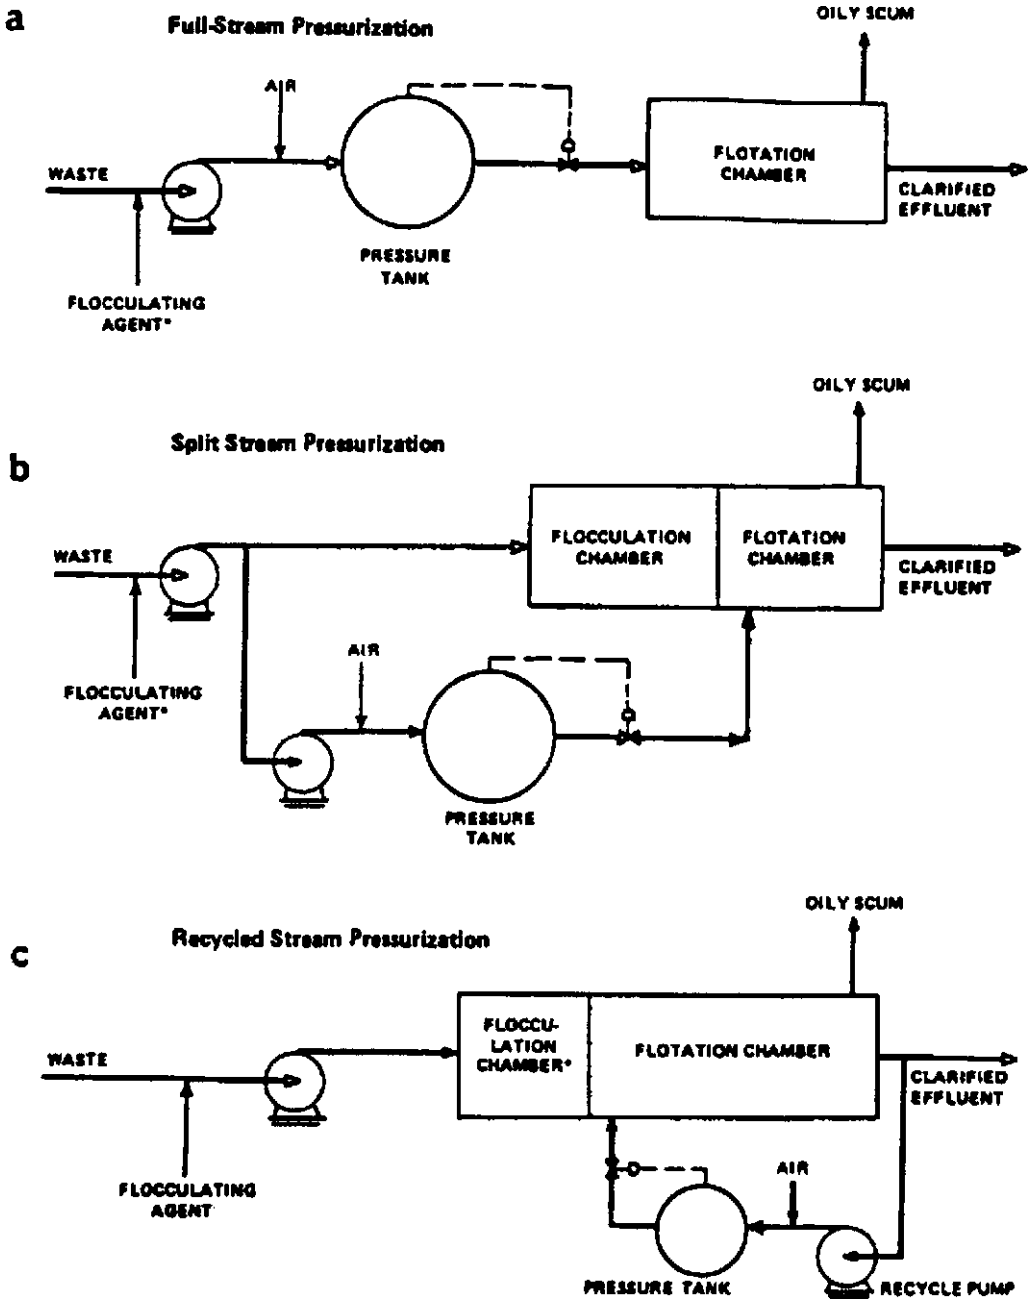 a
Full-Stream Pressurization
OILY SCUM
AIR
WASTE
FLOTATION
CHAMBER
CLARIFIED
EFFLUENT
PRESSURE
TANK
FLOCCULATING
AGENT*
OILY SCUM
Split Stream Pressurization
b
WASTE
FLOCCULATION
CHAMBER
FLOTATION
CHAMBER
CLARIFIED
EFFLUENT
AIR
FLOCCULATING
AGENT*
PRESSURE
TANK
OILY SCUM
Recycled Stream Pressurization
c
WASTE
FLOCCU-
LATION
CHAMBER*
FLOTATION CHAMBER
CLARIFIED
EFFLUENT
AIR
FLOCCULATING
AGENT
PRESSURE TANK
RECYCLE PUMP